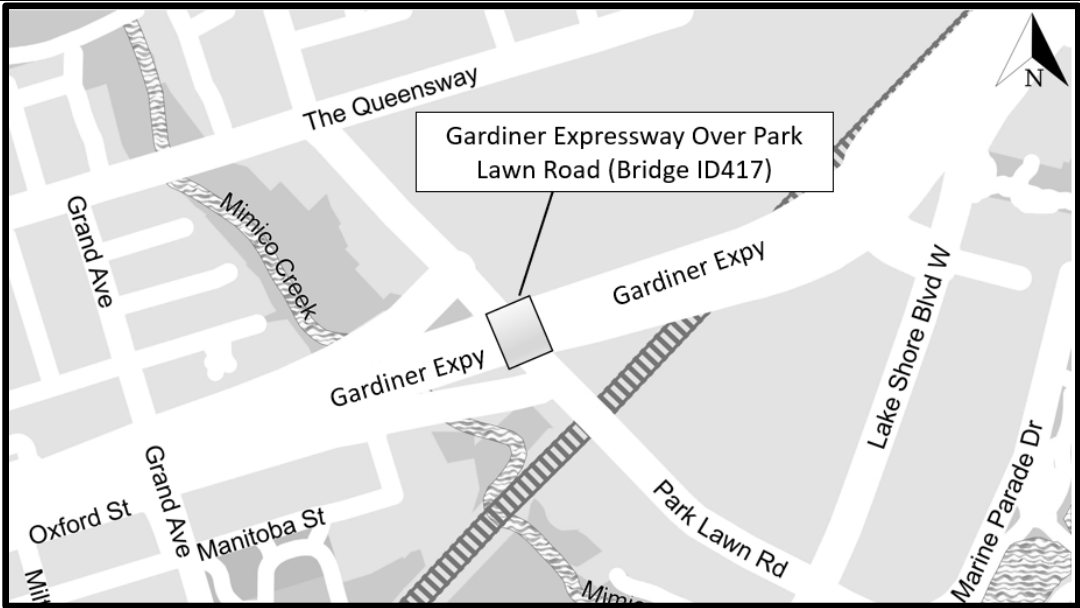 N
The Queensway
Gardiner Expressway Over Park
Lawn Road (Bridge ID417)
Grand Ave
Mimico Creek
Gardiner Expy
Gardiner Expy
Lake Shore Blvd W
Grand Ave
Oxford St
Manitoba St
Park Lawn Rd
Marine Parade Dr